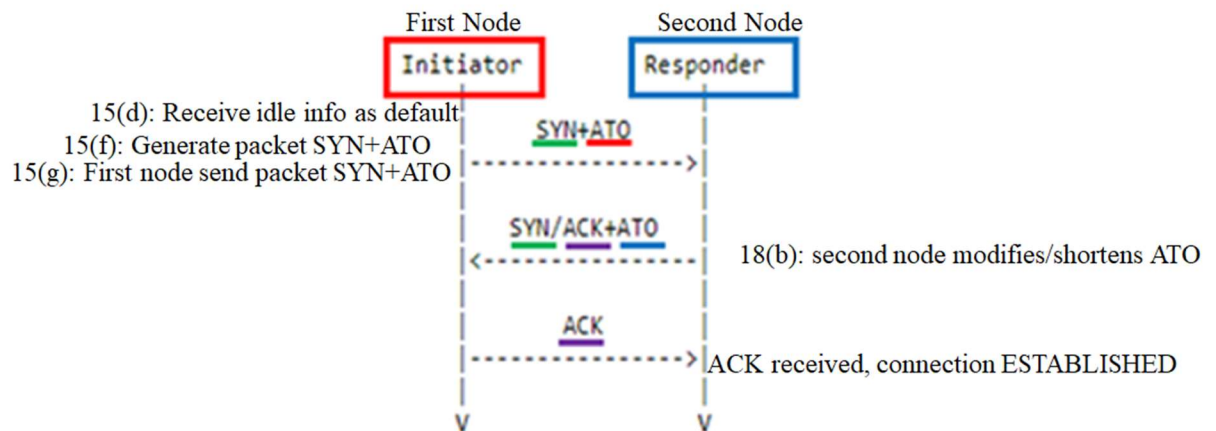 First Node Second Node
Initiator Responder
15(d): Receive idle info as default
15(f): Generate packet SYN+ATO
SYN+ATO
15(g): First node send packet SYN+ATO
SYN/ACK+ATO
18(b): second node modifies/shortens ATO
ACK
ACK received, connection ESTABLISHED